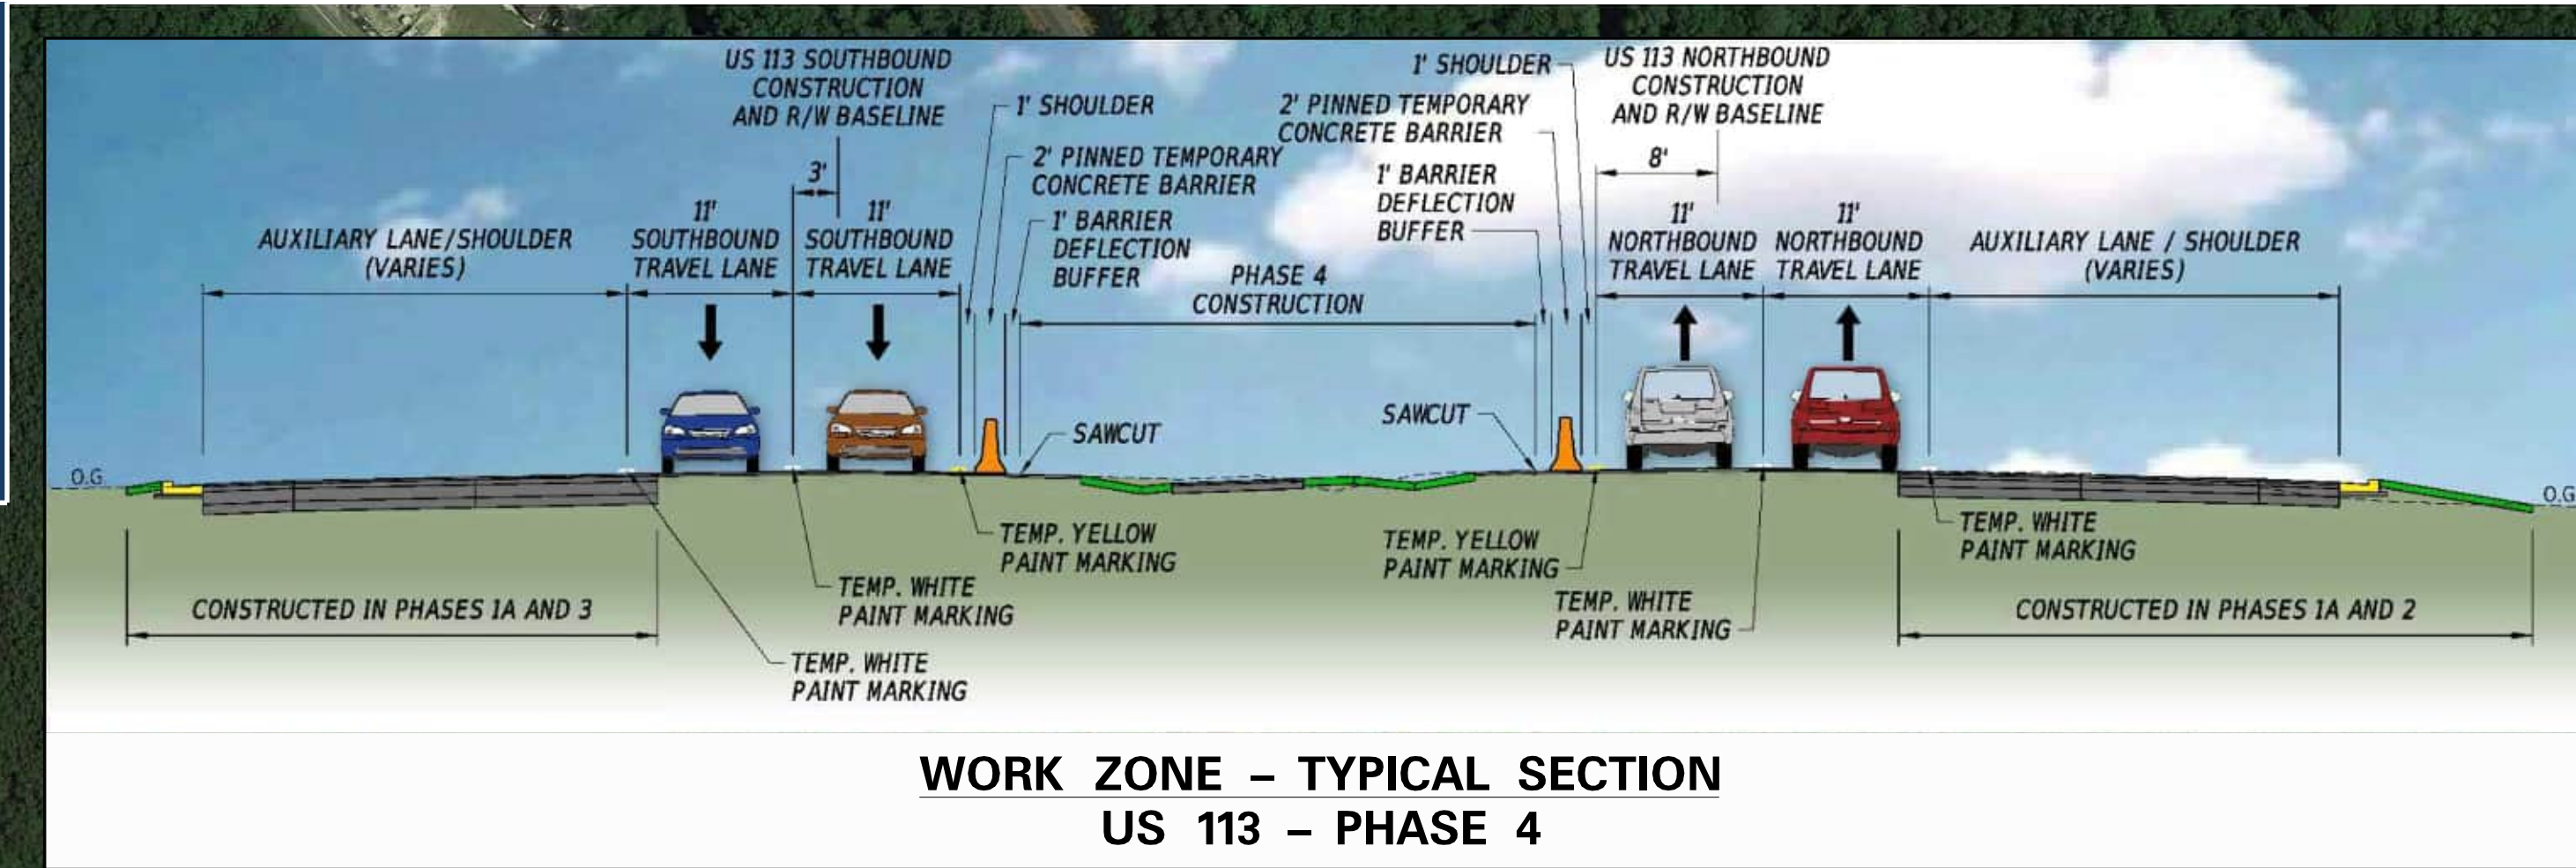 US 113 SOUTHBOUND
CONSTRUCTION
AND R/W BASELINE
3'
1' SHOULDER
2' PINNED TEMPORARY
CONCRETE BARRIER
1' BARRIER
DEFLECTION
BUFFER
1' SHOULDER
2' PINNED TEMPORARY
CONCRETE BARRIER
1' BARRIER
DEFLECTION
BUFFER
US 113 NORTHBOUND
CONSTRUCTION
AND R/W BASELINE
8'
AUXILIARY LANE/SHOULDER
(VARIES)
11'
SOUTHBOUND
TRAVEL LANE
11'
SOUTHBOUND
TRAVEL LANE
PHASE 4
CONSTRUCTION
11'
NORTHBOUND
TRAVEL LANE
11'
NORTHBOUND
TRAVEL LANE
AUXILIARY LANE / SHOULDER
(VARIES)
SAWCUT
SAWCUT
O.G
O.G
TEMP. YELLOW
PAINT MARKING
TEMP. YELLOW
PAINT MARKING
TEMP. WHITE
PAINT MARKING
TEMP. WHITE
PAINT MARKING
TEMP. WHITE
PAINT MARKING
CONSTRUCTED IN PHASES 1A AND 3
CONSTRUCTED IN PHASES 1A AND 2
TEMP. WHITE
PAINT MARKING
WORK ZONE – TYPICAL SECTION
US 113 – PHASE 4